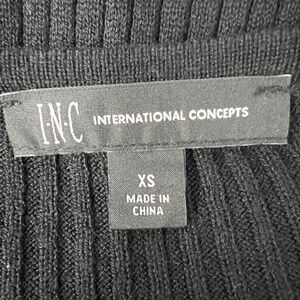 I·N·C INTERNATIONAL CONCEPTS
XS
MADE IN
CHINA